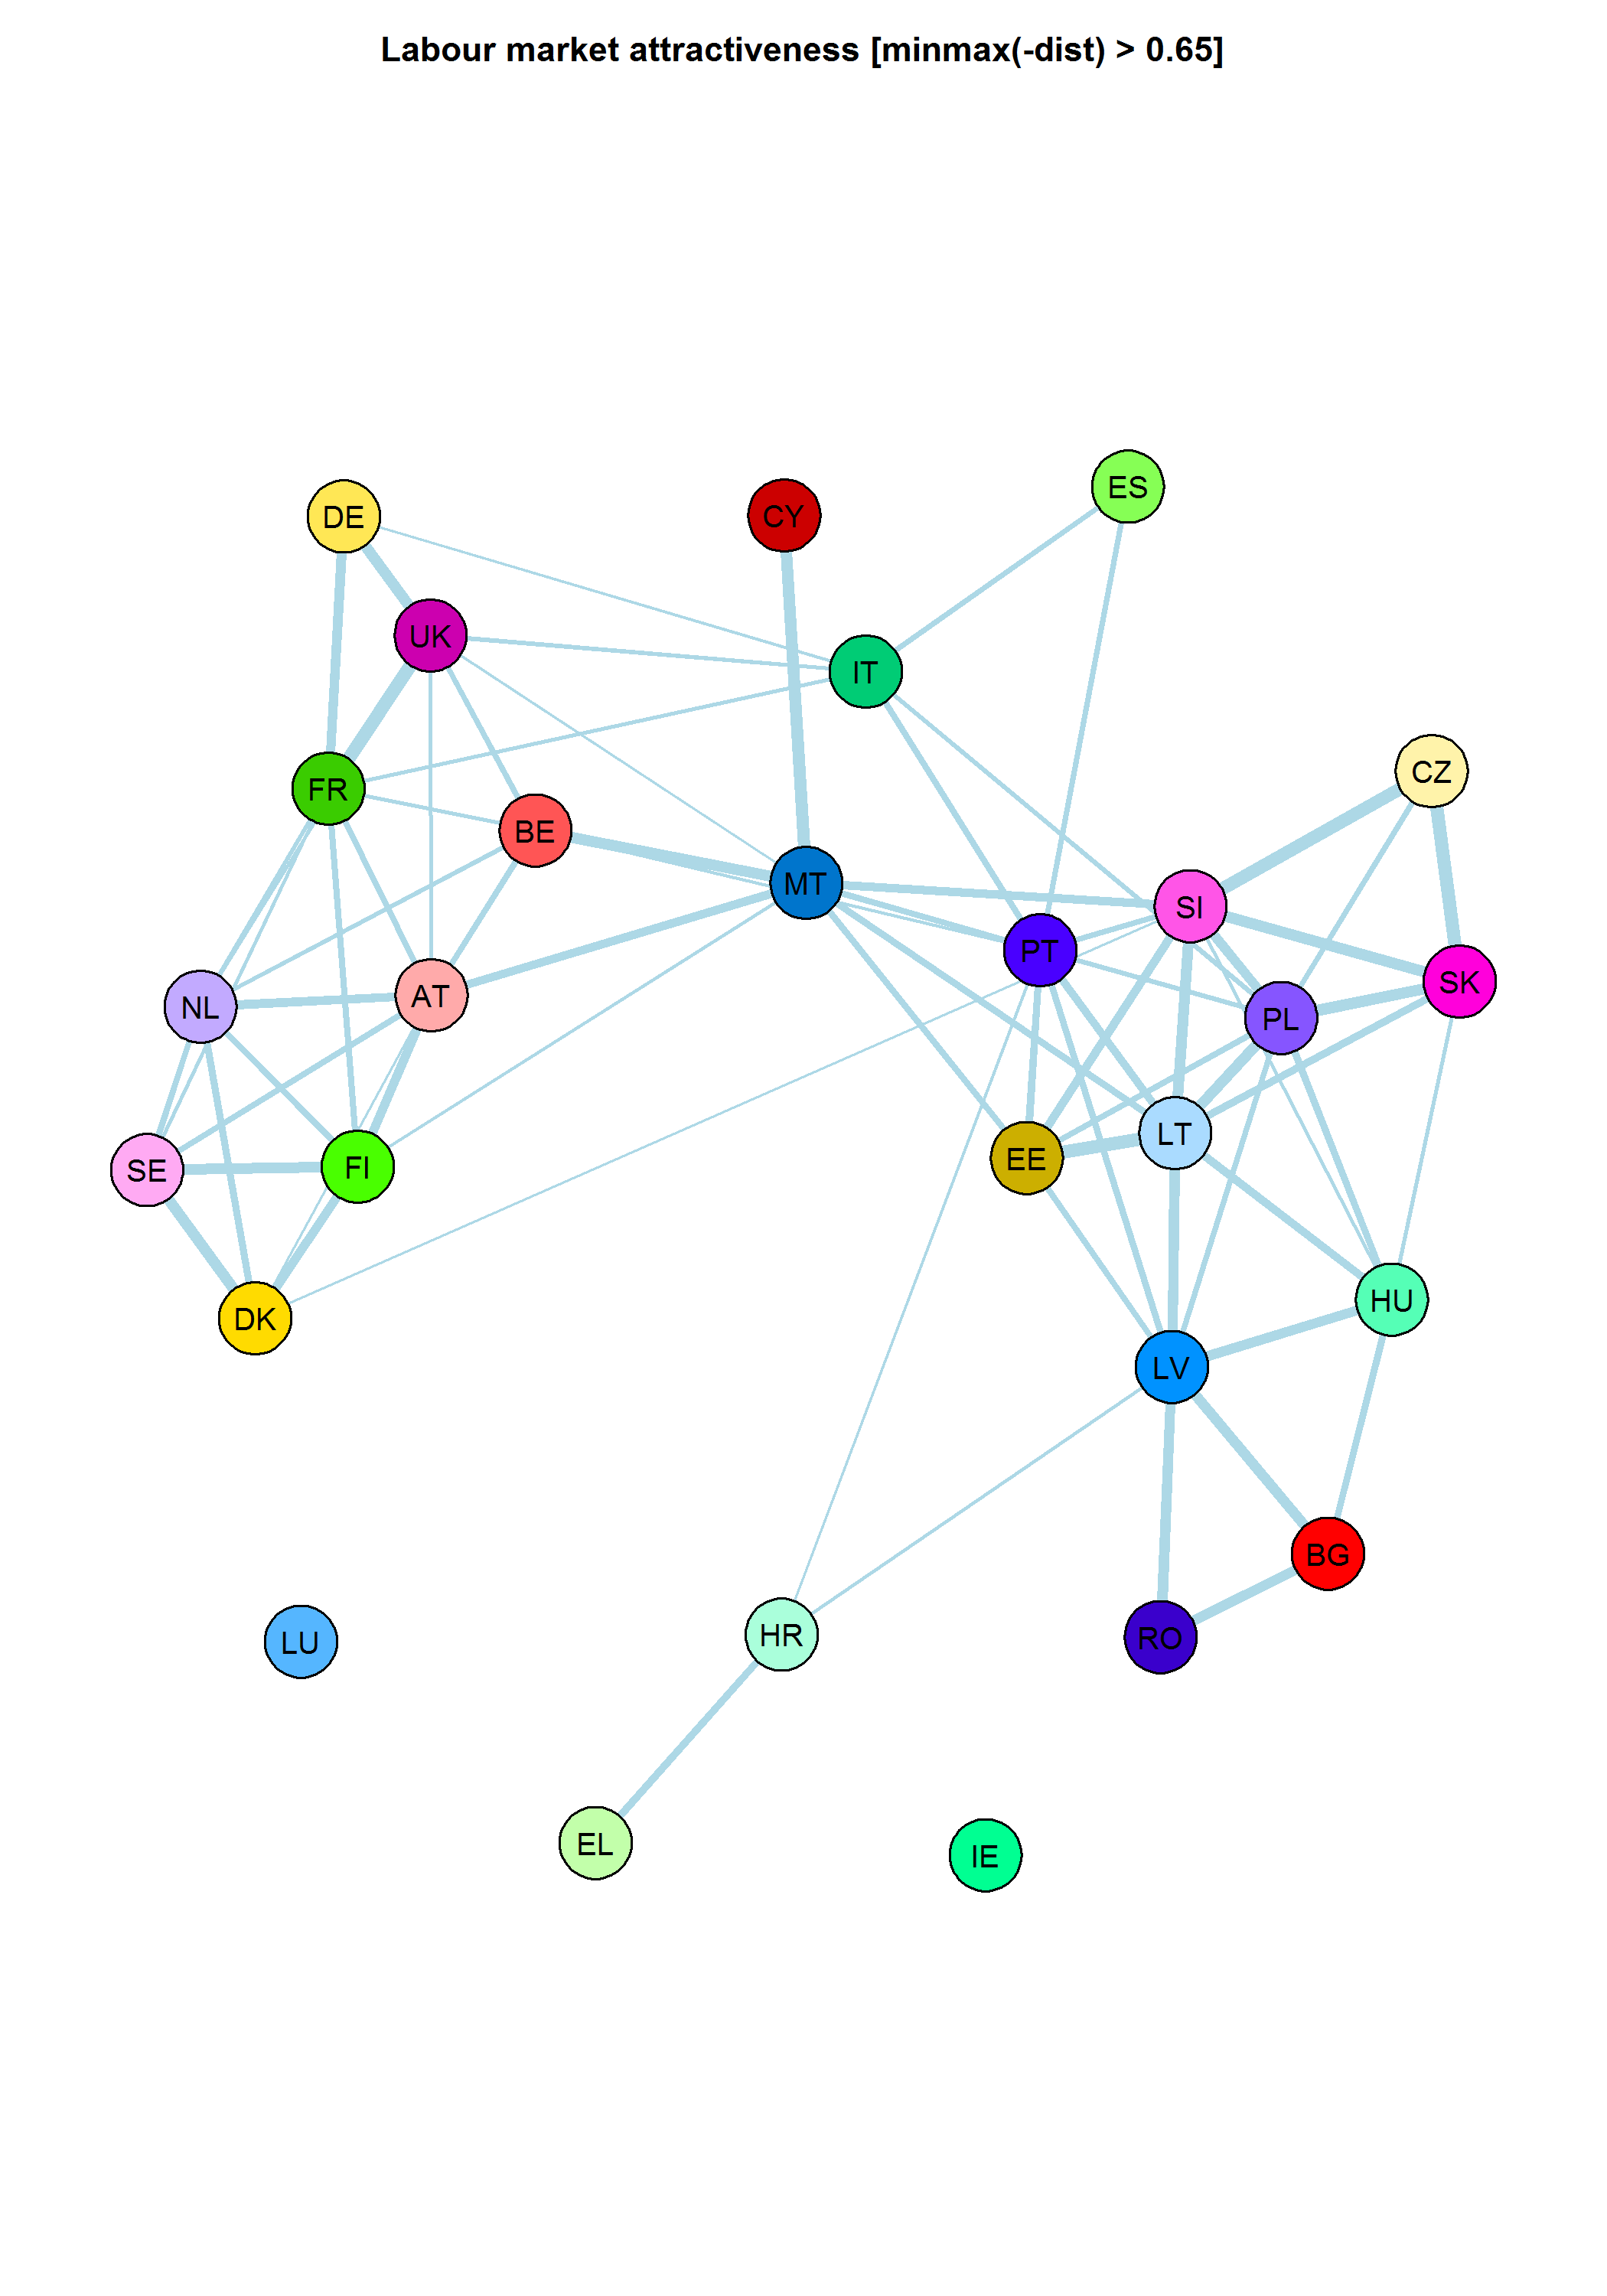 Labour market attractiveness [minmax(-dist) > 0.65]
ES
DE
CY
UK
IT
CZ
FR
BE
MT
SI
PT
SK
AT
NL
PL
LT
EE
FI
SE
HU
DK
LV
BG
HR
RO
LU
EL
IE